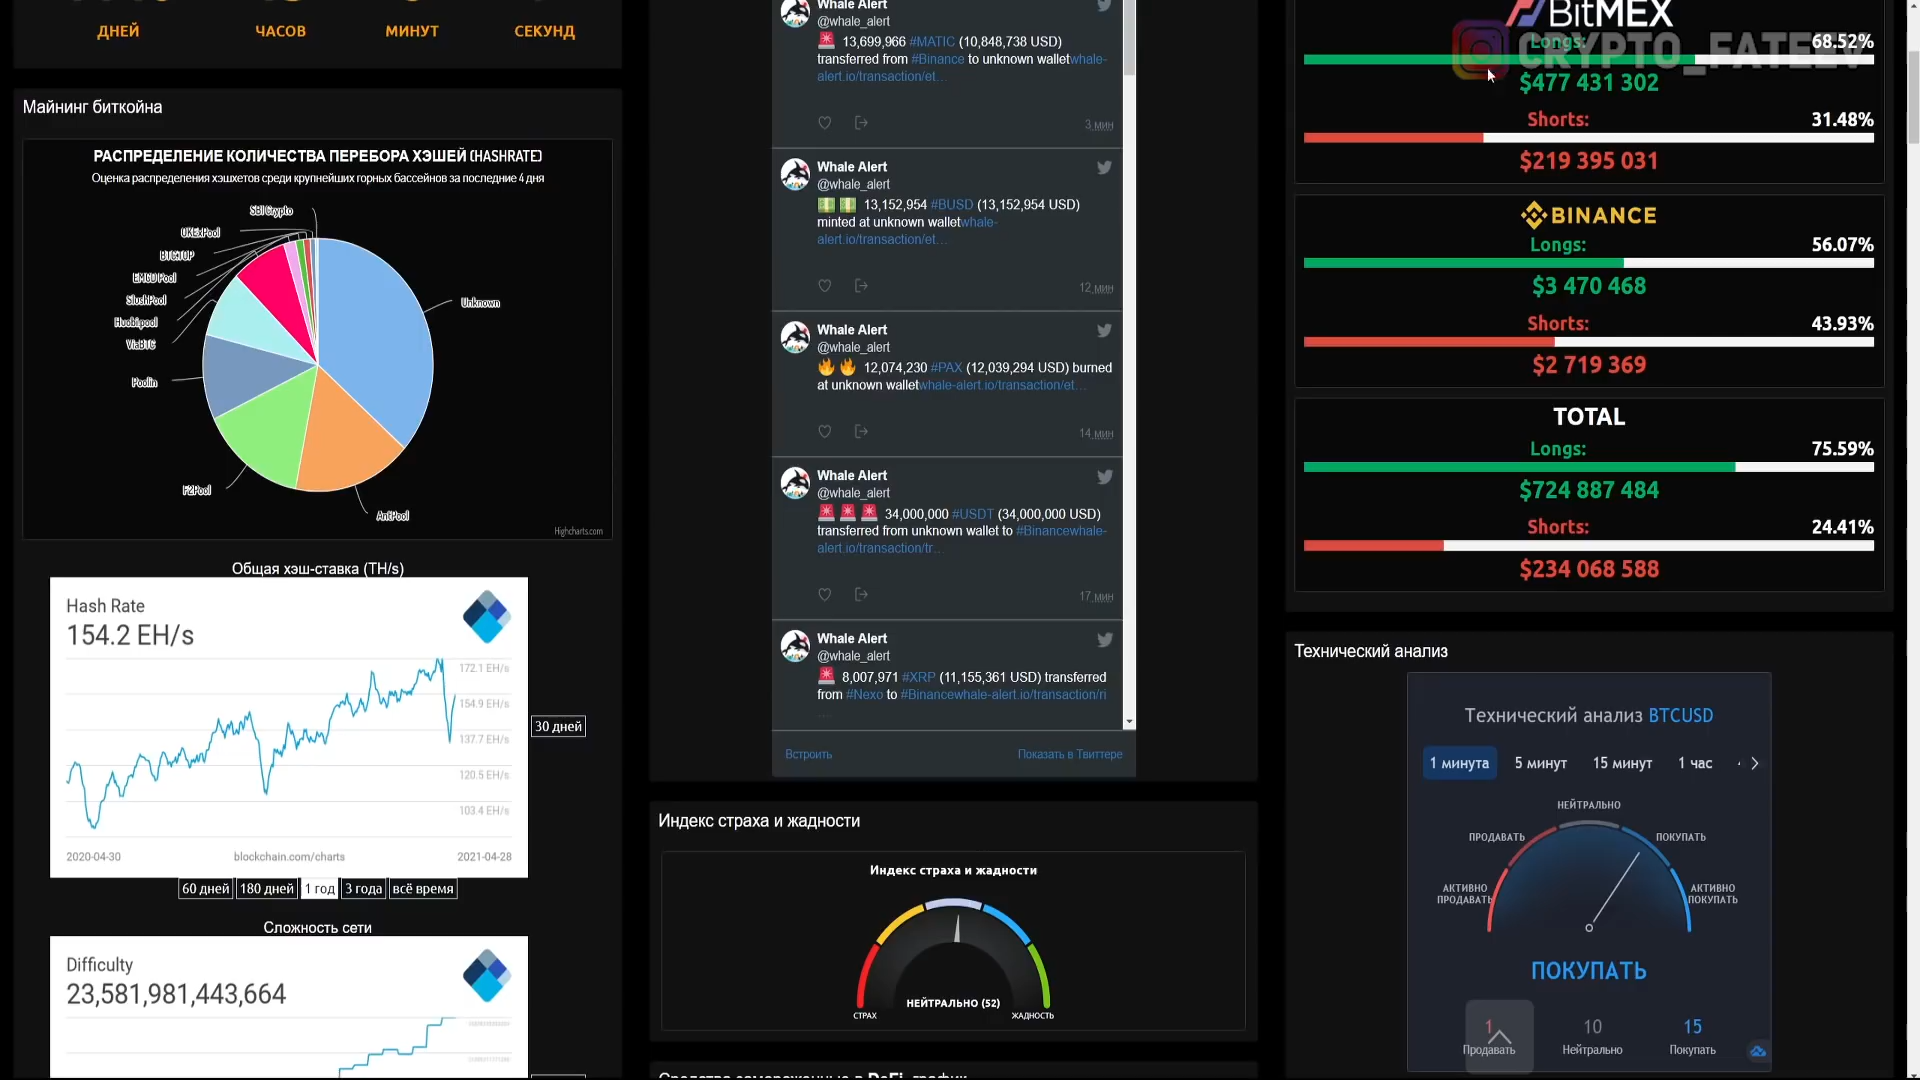 ДНЕЙ
ЧАСОВ
МИНУТ
СЕКУНД
Майнинг биткойна
РАСПРЕДЕЛЕНИЕ КОЛИЧЕСТВА ПЕРЕБОРА ХЭШЕЙ (HASHRATE)
Оценка распределения хэшхетов среди крупнейших горных бассейнов за последние 4 дня
SBI Crypto
OKExPool
BTC.TOP
EMCD Pool
SlushPool
Huobi.pool
ViaBTC
Poolin
F2Pool
AntPool
Unknown
Highcharts.com
Общая хэш-ставка (TH/s)
Hash Rate
154.2 EH/s
172.1 EH/s
154.9 EH/s
137.7 EH/s
120.5 EH/s
103.4 EH/s
2020-04-30
blockchain.com/charts
2021-04-28
30 дней
60 дней
180 дней
1 год
3 года
всё время
Сложность сети
Difficulty
23,581,981,443,664
Whale Alert
@whale_alert
13,699,966 #MATIC (10,848,738 USD)
transferred from #Binance to unknown walletwhale-
alert.io/transaction/et…
3 мин
Whale Alert
@whale_alert
13,152,954 #BUSD (13,152,954 USD)
minted at unknown walletwhale-
alert.io/transaction/et…
12 мин
Whale Alert
@whale_alert
12,074,230 #PAX (12,039,294 USD) burned
at unknown walletwhale-alert.io/transaction/et…
14 мин
Whale Alert
@whale_alert
34,000,000 #USDT (34,000,000 USD)
transferred from unknown wallet to #Binancewhale-
alert.io/transaction/tr…
17 мин
Whale Alert
@whale_alert
8,007,971 #XRP (11,155,361 USD) transferred
from #Nexo to #Binancewhale-alert.io/transaction/ri
…
Встроить
Показать в Твиттере
Индекс страха и жадности
Индекс страха и жадности
НЕЙТРАЛЬНО (52)
СТРАХ
ЖАДНОСТЬ
BitMEX
CRYPTO_FATEEV
Longs:
68.52%
$477 431 302
Shorts:
31.48%
$219 395 031
BINANCE
Longs:
56.07%
$3 470 468
Shorts:
43.93%
$2 719 369
TOTAL
Longs:
75.59%
$724 887 484
Shorts:
24.41%
$234 068 588
Технический анализ
Технический анализ BTCUSD
1 минута
5 минут
15 минут
1 час
НЕЙТРАЛЬНО
ПРОДАВАТЬ
ПОКУПАТЬ
АКТИВНО
ПРОДАВАТЬ
АКТИВНО
ПОКУПАТЬ
ПОКУПАТЬ
1
10
15
Продавать
Нейтрально
Покупать